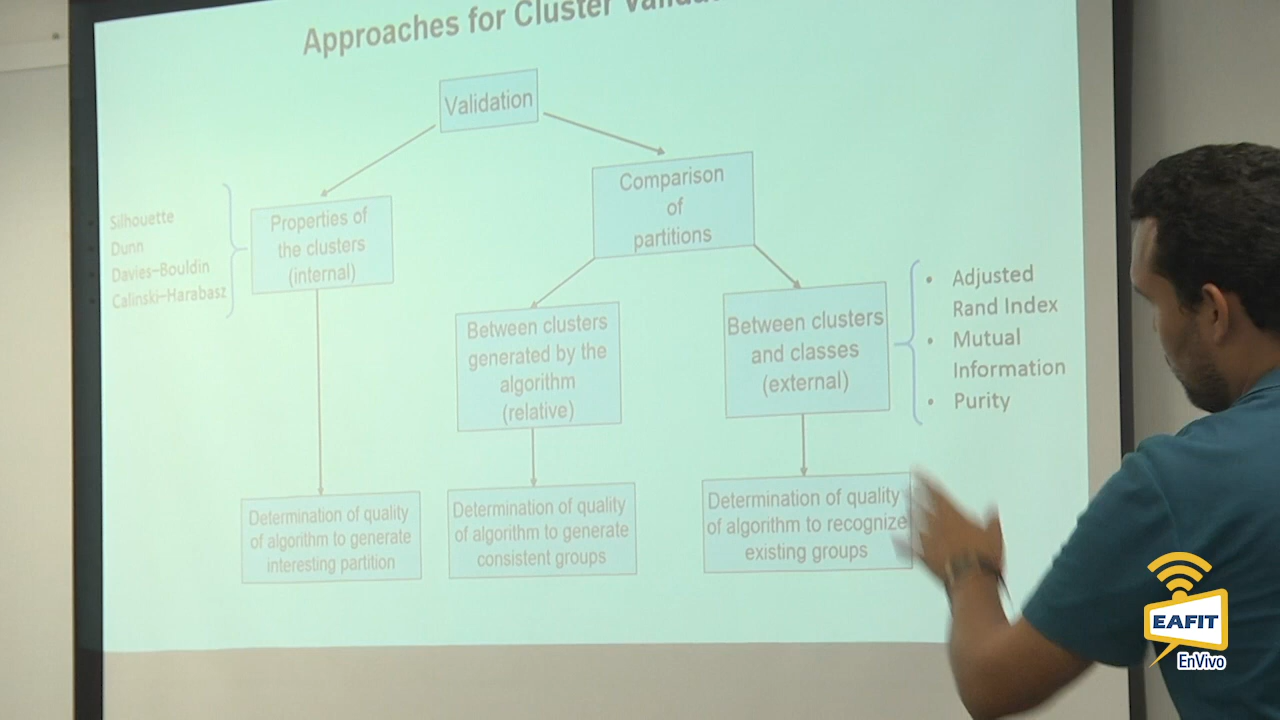 Approaches for Cluster
Validation
Silhouette
Dunn
Davies–Bouldin
Calinski–Harabasz
Properties of
the clusters
(internal)
Comparison
of
partitions
Between clusters
generated by the
algorithm
(relative)
Between clusters
and classes
(external)
• Adjusted
Rand Index
• Mutual
Information
• Purity
Determination of quality
of algorithm to generate
interesting partition
Determination of quality
of algorithm to generate
consistent groups
Determination of quality
of algorithm to recognize
existing groups
EAFIT
EnVivo